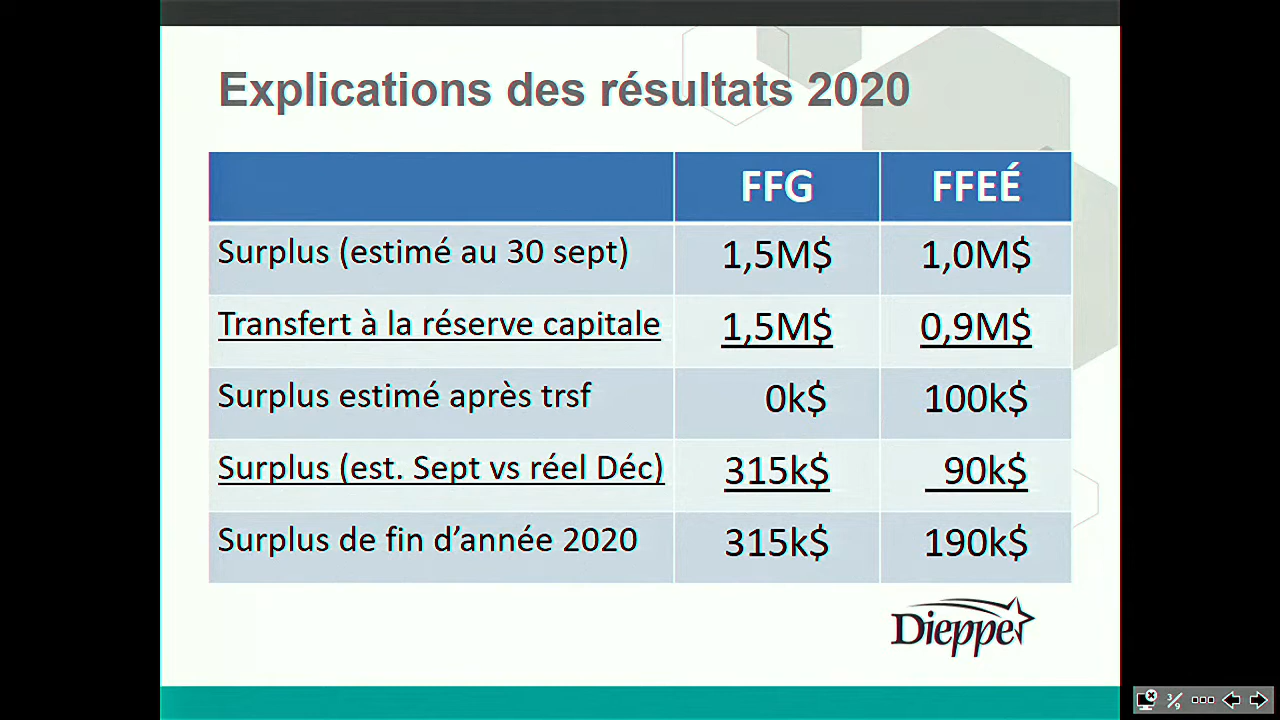 Explications des résultats 2020
FFG FFEÉ
Surplus (estimé au 30 sept) 1,5M$ 1,0M$
Transfert à la réserve capitale 1,5M$ 0,9M$
Surplus estimé après trsf 0k$ 100k$
Surplus (est. Sept vs réel Déc) 315k$ 90k$
Surplus de fin d’année 2020 315k$ 190k$
Dieppe
3/9